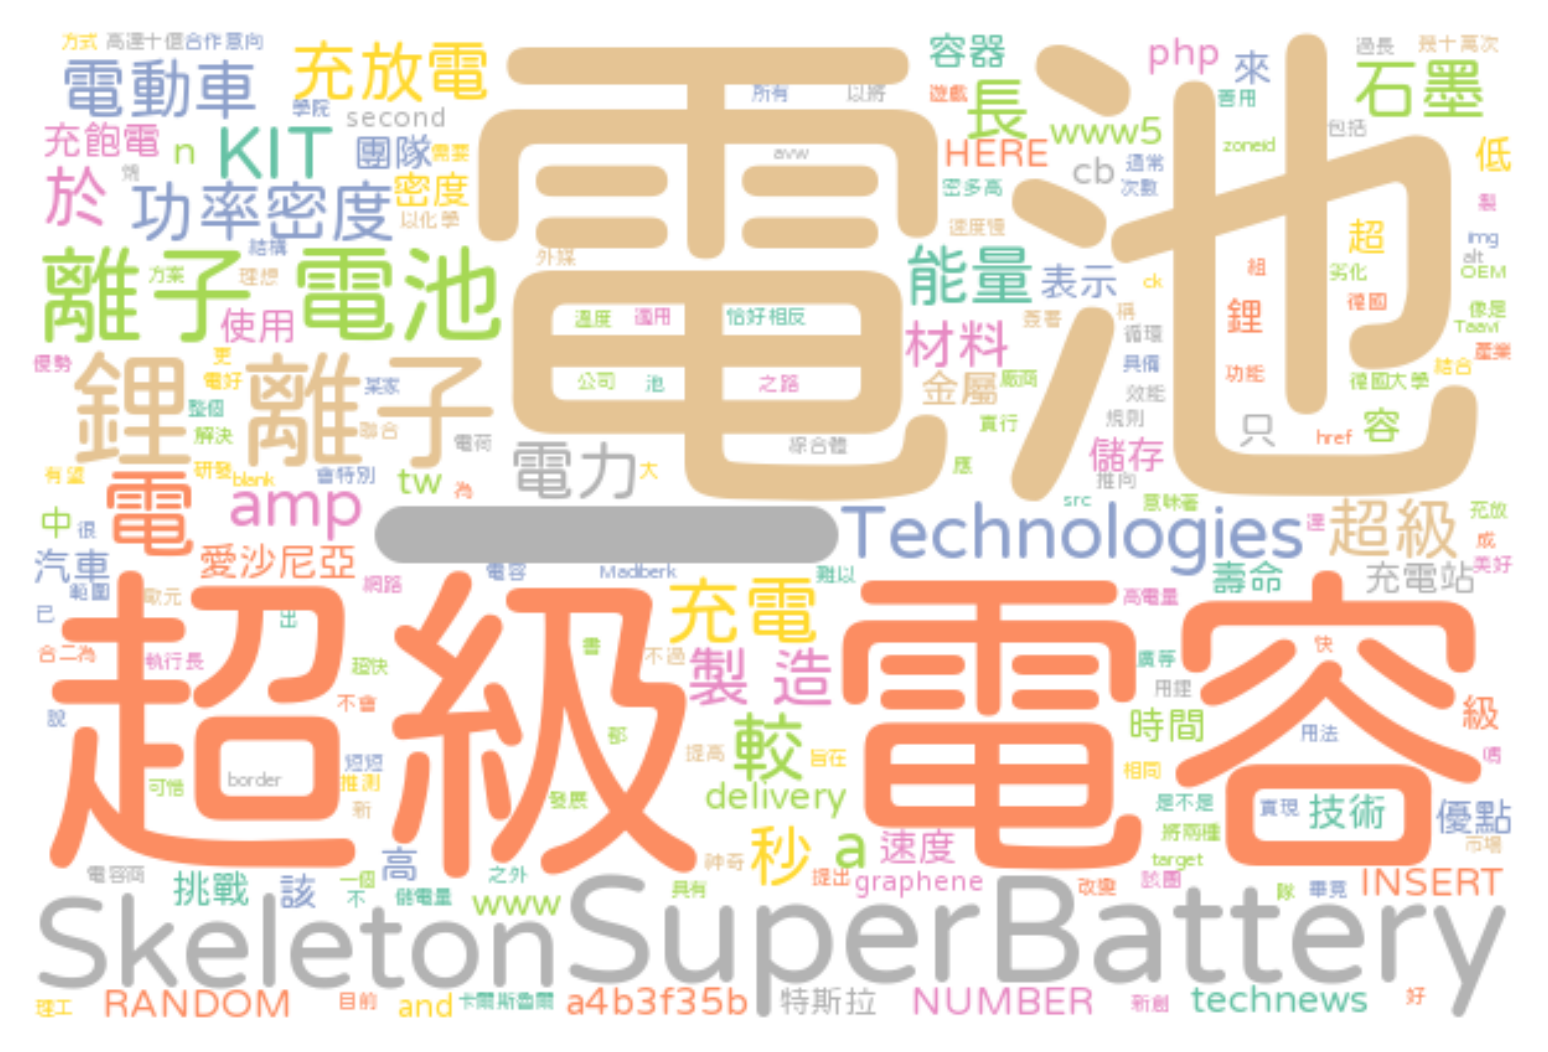 方式 高達十億 合作意向
電動車 充放電 容器 php 來 過長 幾十萬次
學院 second 所有 以將 遊戲 長 善用 石墨
充飽電 n KIT 團隊 需要 電池 www5 包括
avw HERE cb 通常 zoneid 低
於 功率密度 密度 密多高 次數 製
以化學 速度慢 超 img
結構 外媒 alt
離子電池 方案 理想 能量 表示 ck 組 劣化 OEM
使用 溫度 濫用 恰好相反 簽署 稱 鋰 德國 像是
材料 循環 Taavi
優勢 更 具備 產業
鋰離子 電好 某家 公司 池 之路 金屬 廠商 功能 德國大學 結合
整個 實行 效能
解決 聯合 電荷 綜合體 規則 只 href 容
有望 研發 blank 會特別 電力 大 應 儲存
電 amp tw 為 推向
中 很 src 意味著
Technologies 達 超級 充放
汽車 愛沙尼亞 成
範圍 網路 電容 Madiberk 難以 壽命 充電站 美好
已 歐元 出 充電 高電量
超級電容
合二為 執行長 超快 書 不過 製造 廣等 快
不會 用鋰
說 短短 都 較 時間 用法 級
可惜 border 推測 提高 旨在 相同 嗎
新 發展 delivery 是不是 實現 技術 優點
高 神奇 秒 a 速度 將兩種 市場
電容商 挑戰 該 一個 之外 提出 graphene target 改變 該團 INSERT
不 儲電量 www 具有 隊 畢竟
Skeleton SuperBattery
理工 RANDOM 目前 and 卡爾斯魯爾 a4b3f35b 特斯拉 NUMBER 新創 technews 好